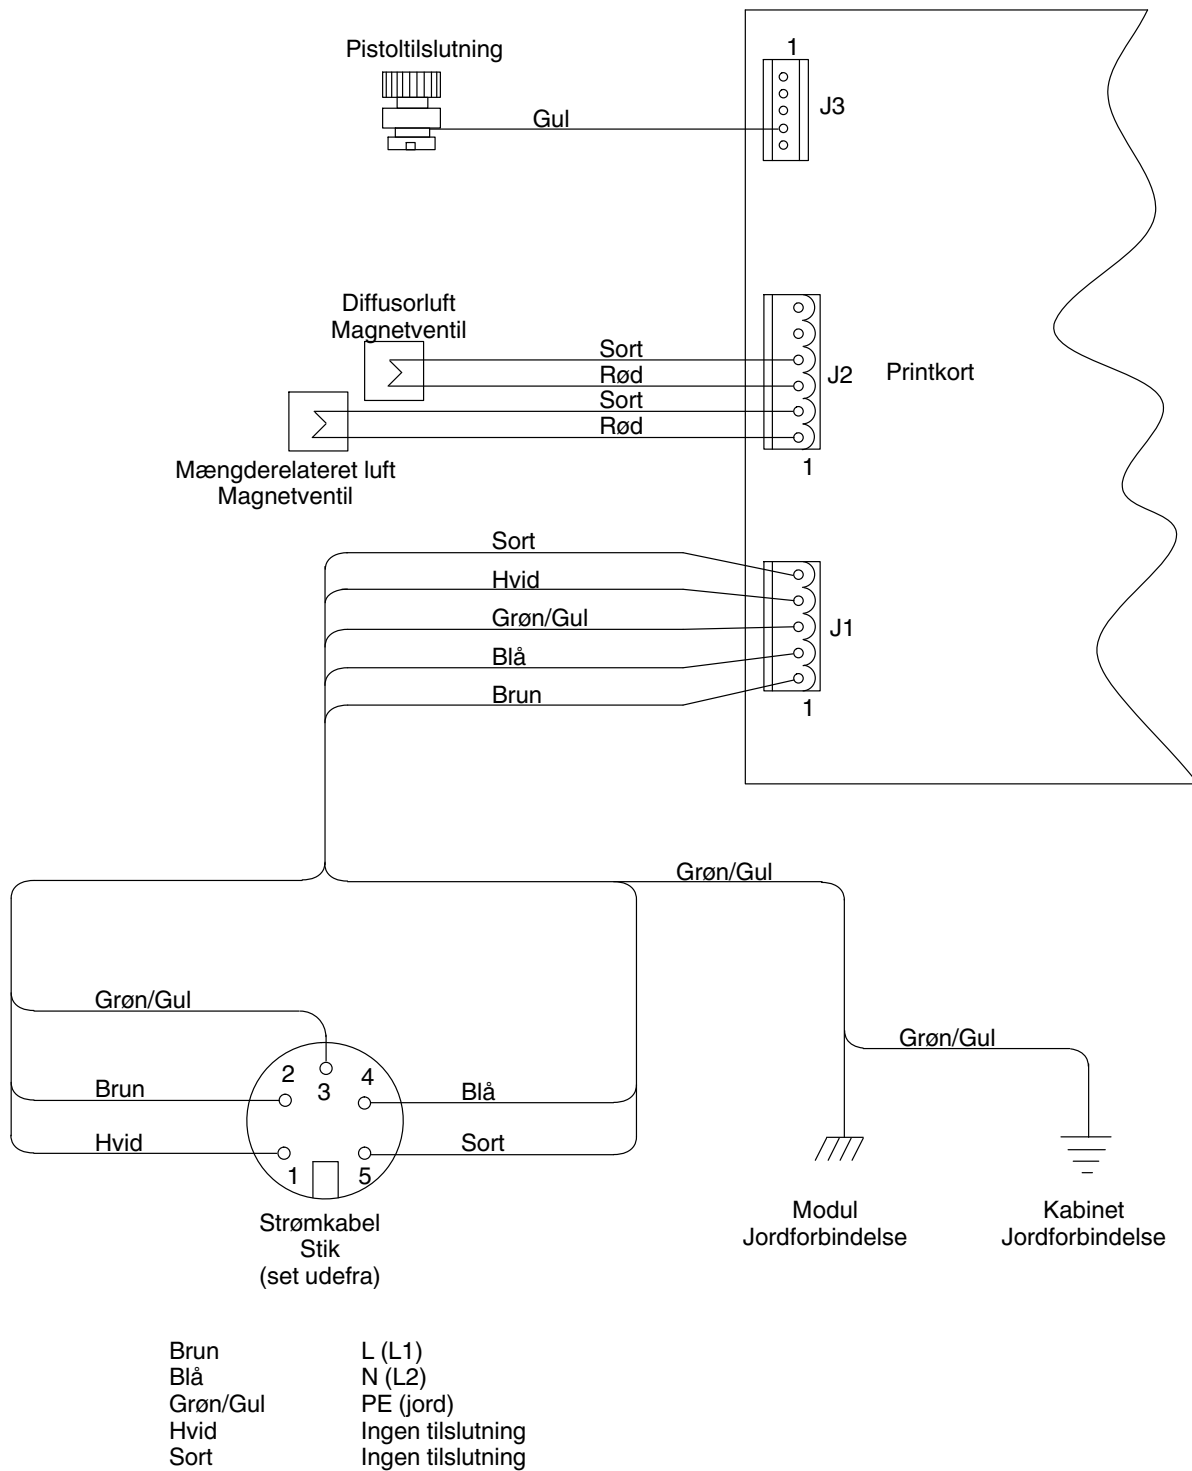 Pistoltilslutning
1
J3
Gul
Diffusorluft
Magnetventil
Sort
Rød
J2
Printkort
Sort
Rød
1
Mængderelateret luft
Magnetventil
Sort
Hvid
Grøn/Gul
J1
Blå
Brun
1
Grøn/Gul
Grøn/Gul
Grøn/Gul
2
3
4
Brun
Blå
Hvid
Sort
1
5
Strømkabel
Stik
(set udefra)
Modul
Jordforbindelse
Kabinet
Jordforbindelse
Brun L (L1)
Blå N (L2)
Grøn/Gul PE (jord)
Hvid Ingen tilslutning
Sort Ingen tilslutning